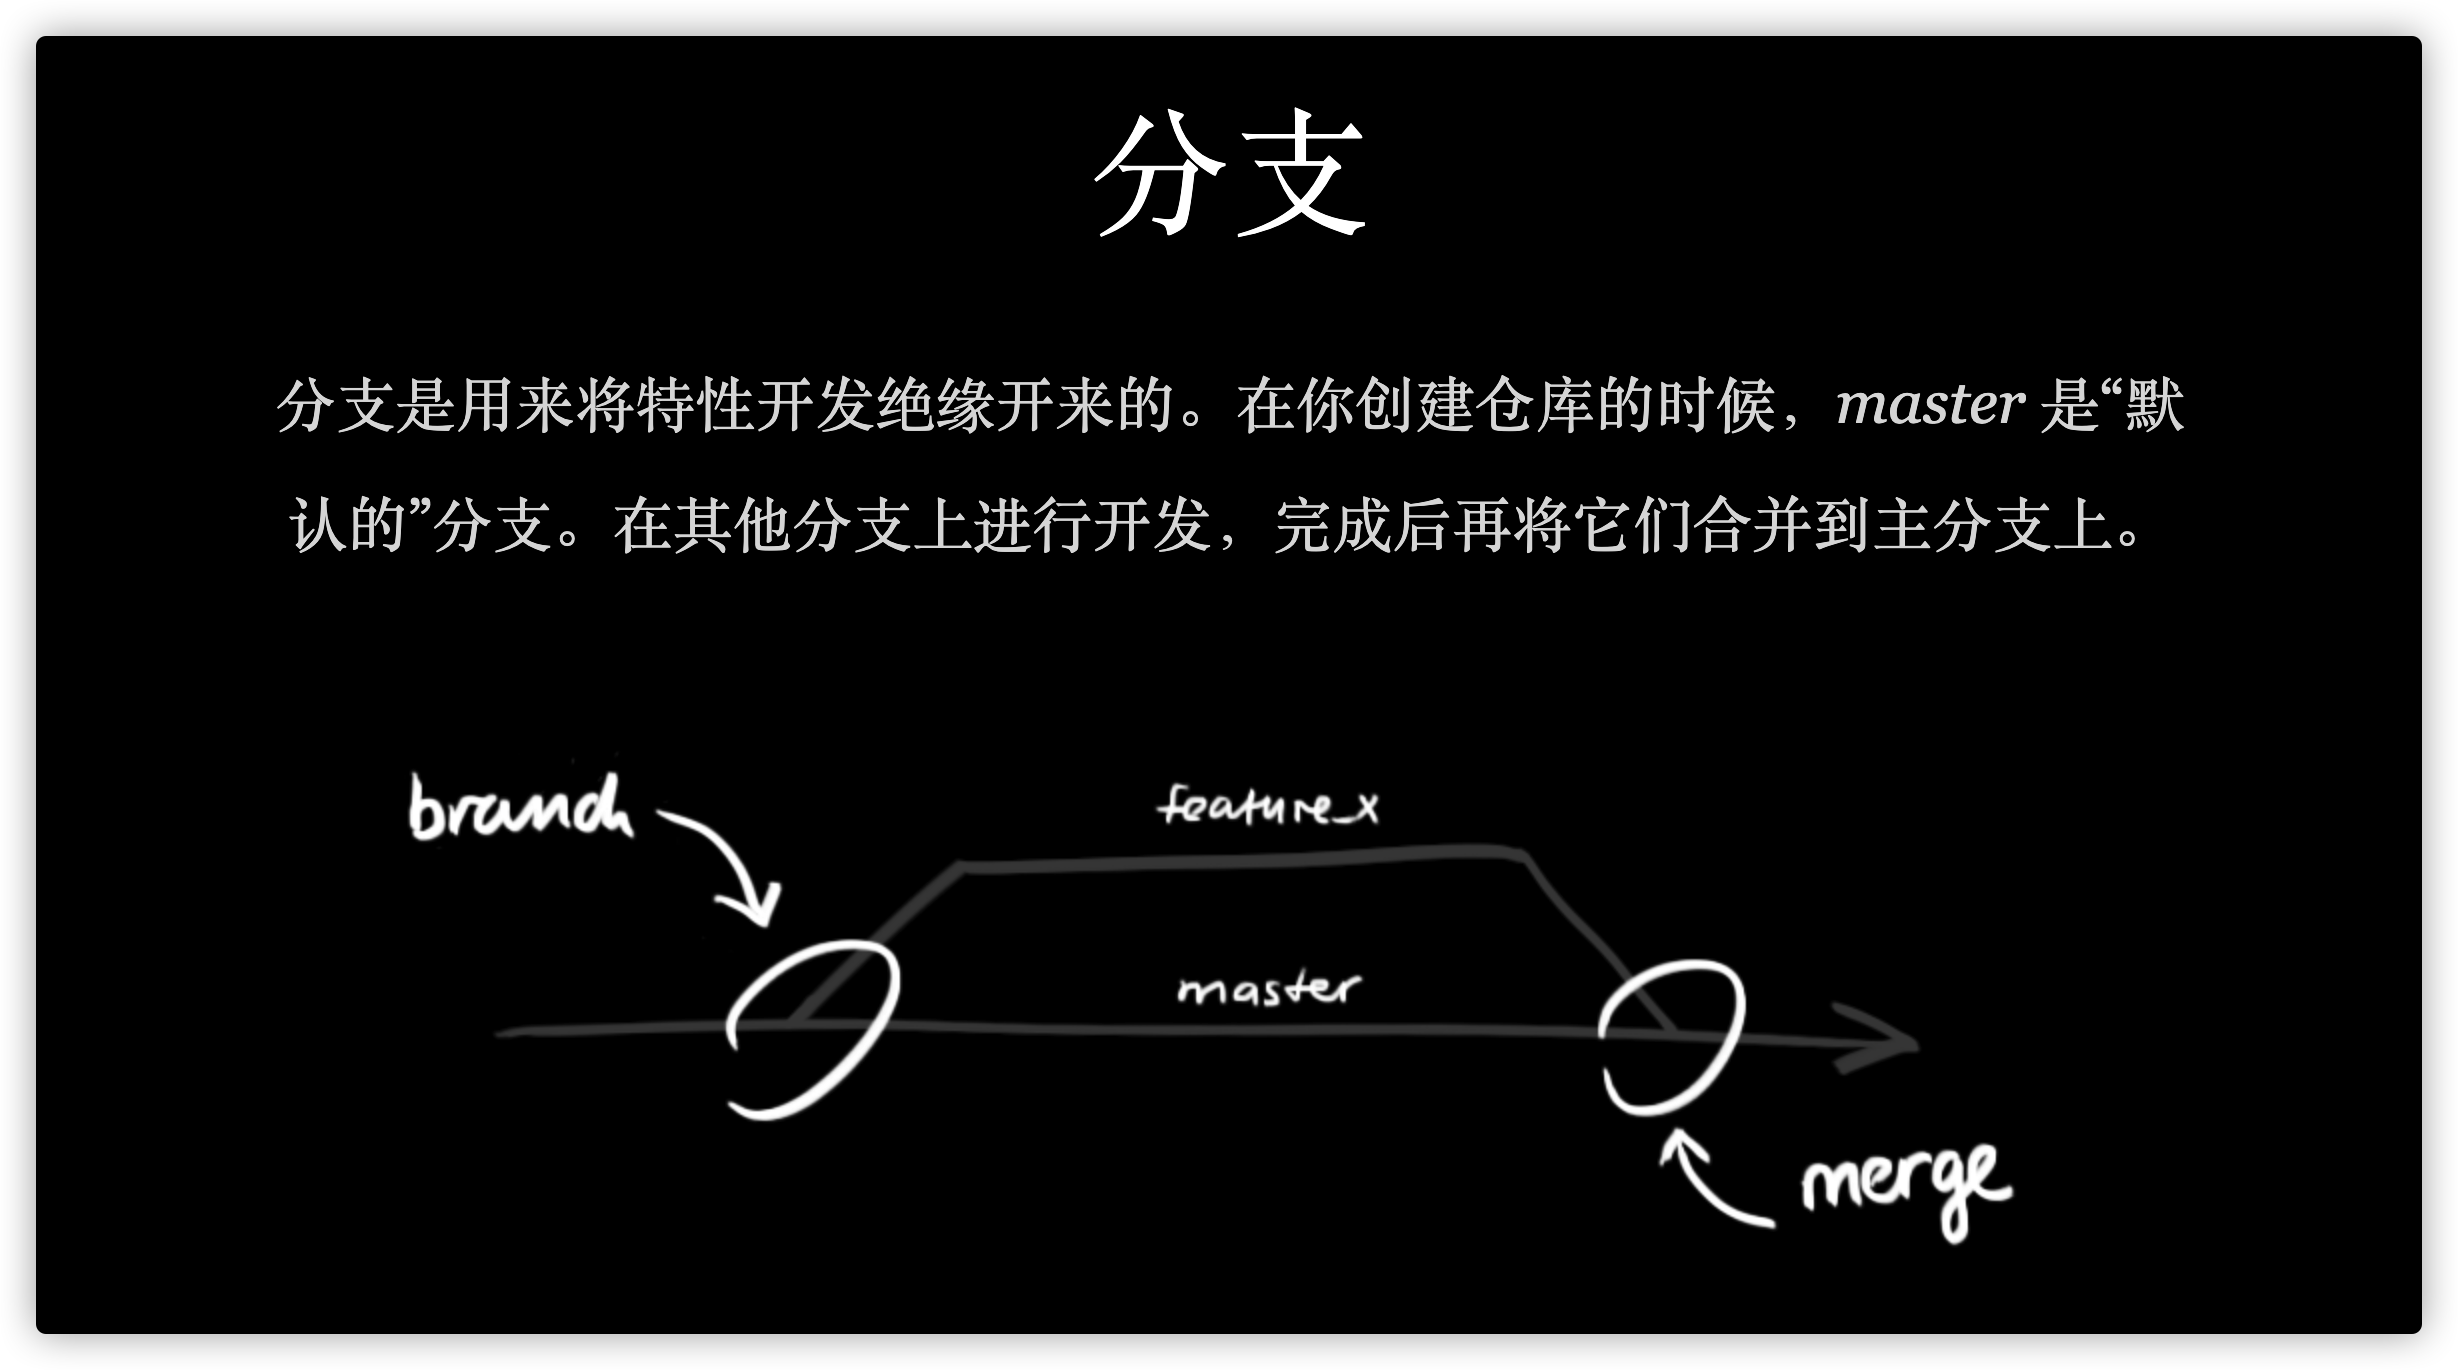 分支
分支是用来将特性开发绝缘开来的。在你创建仓库的时候，master 是“默
认的”分支。在其他分支上进行开发，完成后再将它们合并到主分支上。
branch
feature_x
master
merge